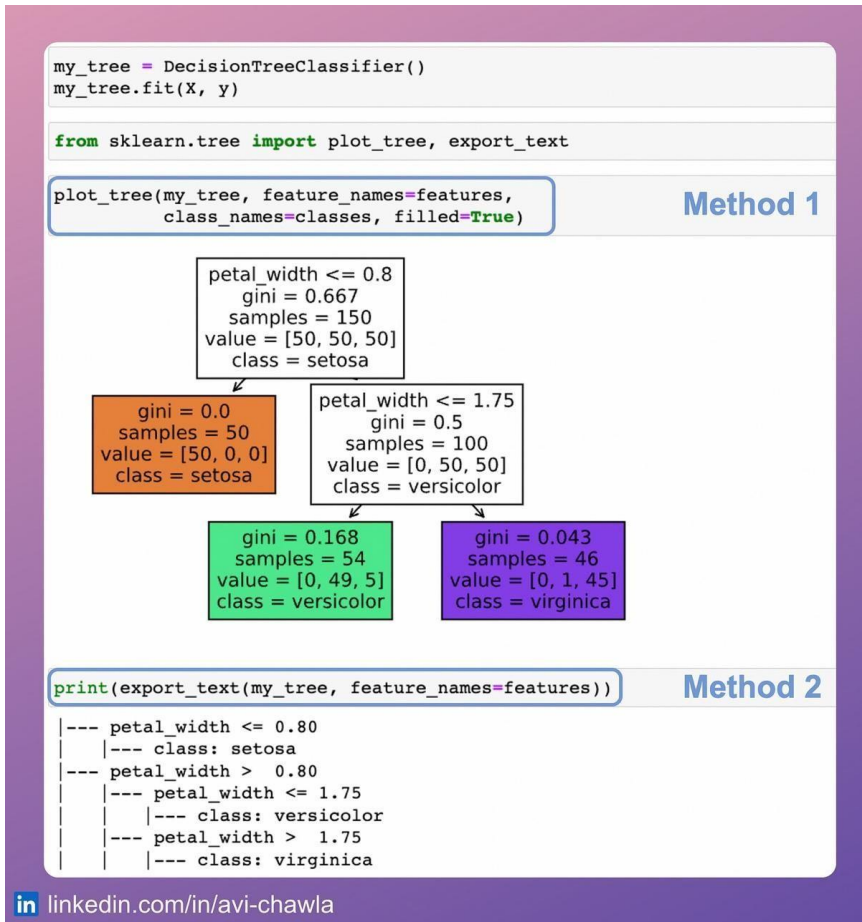 my_tree = DecisionTreeClassifier()
my_tree.fit(X, y)
from sklearn.tree import plot_tree, export_text
plot_tree(my_tree, feature_names=features,
class_names=classes, filled=True)
Method 1
petal_width <= 0.8
gini = 0.667
samples = 150
value = [50, 50, 50]
class = setosa
gini = 0.0
samples = 50
value = [50, 0, 0]
class = setosa
petal_width <= 1.75
gini = 0.5
samples = 100
value = [0, 50, 50]
class = versicolor
gini = 0.168
samples = 54
value = [0, 49, 5]
class = versicolor
gini = 0.043
samples = 46
value = [0, 1, 45]
class = virginica
print(export_text(my_tree, feature_names=features))
Method 2
|--- petal_width <= 0.80
|   |--- class: setosa
|--- petal_width >  0.80
|   |--- petal_width <= 1.75
|   |   |--- class: versicolor
|   |--- petal_width >  1.75
|   |   |--- class: virginica
in linkedin.com/in/avi-chawla